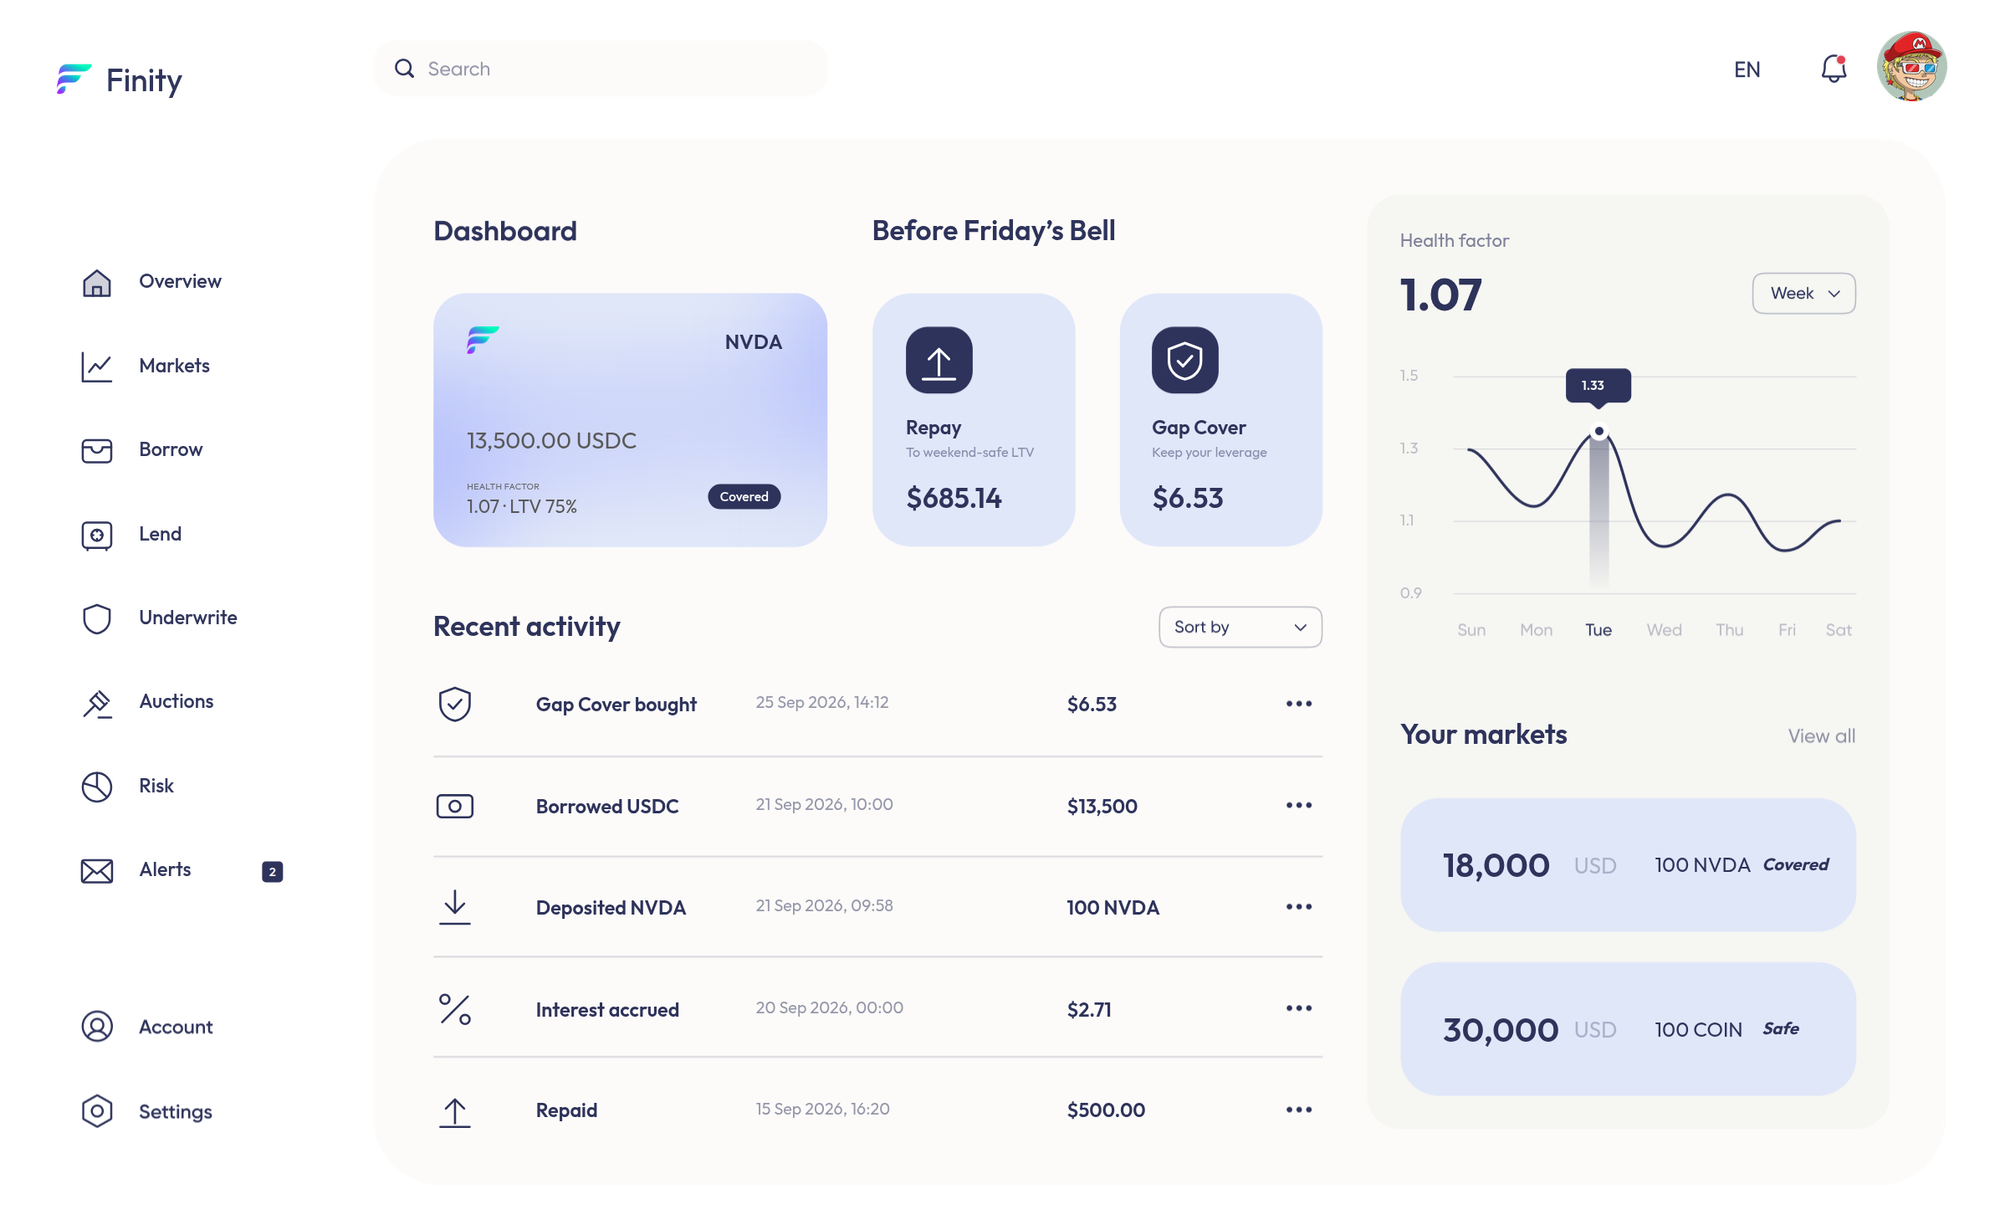 Finity
Search
EN
Overview
Markets
Borrow
Lend
Underwrite
Auctions
Risk
Alerts
2
Account
Settings
Dashboard
NVDA
13,500.00 USDC
HEALTH FACTOR
1.07 · LTV 75%
Covered
Before Friday’s Bell
Repay
To weekend-safe LTV
$685.14
Gap Cover
Keep your leverage
$6.53
Recent activity
Sort by
Gap Cover bought 25 Sep 2026, 14:12 $6.53
Borrowed USDC 21 Sep 2026, 10:00 $13,500
Deposited NVDA 21 Sep 2026, 09:58 100 NVDA
Interest accrued 20 Sep 2026, 00:00 $2.71
Repaid 15 Sep 2026, 16:20 $500.00
Health factor
1.07
Week
1.5
1.33
1.3
1.1
0.9
Sun Mon Tue Wed Thu Fri Sat
Your markets
View all
18,000 USD 100 NVDA Covered
30,000 USD 100 COIN Safe